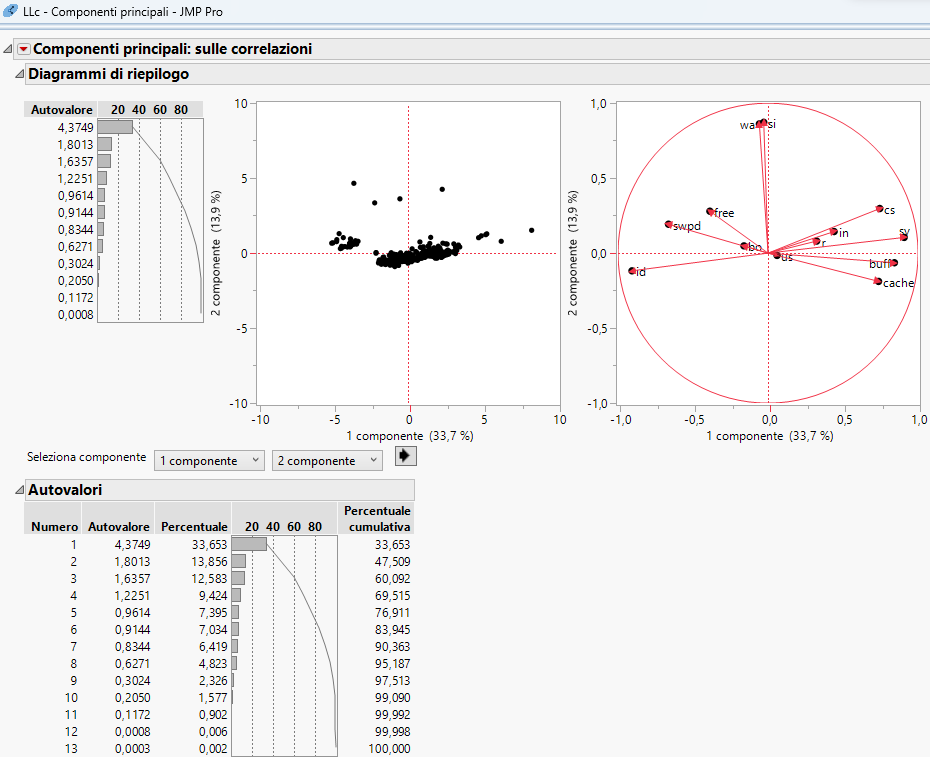 LLc - Componenti principali - JMP Pro
Componenti principali: sulle correlazioni
Diagrammi di riepilogo
Autovalore 20 40 60 80
4,3749
1,8013
1,6357
1,2251
0,9614
0,9144
0,8344
0,6271
0,3024
0,2050
0,1172
0,0008
10
5
0
-5
-10
2 componente (13,9 %)
-10 -5 0 5 10
1 componente (33,7 %)
1,0
0,5
0,0
-0,5
-1,0
2 componente (13,9 %)
wa si
free
swpd
cs
in
sy
r
bo
us
buff
id
cache
-1,0 -0,5 0,0 0,5 1,0
1 componente (33,7 %)
Seleziona componente 1 componente 2 componente
Autovalori
Numero Autovalore Percentuale 20 40 60 80 Percentuale cumulativa
1 4,3749 33,653 33,653
2 1,8013 13,856 47,509
3 1,6357 12,583 60,092
4 1,2251 9,424 69,515
5 0,9614 7,395 76,911
6 0,9144 7,034 83,945
7 0,8344 6,419 90,363
8 0,6271 4,823 95,187
9 0,3024 2,326 97,513
10 0,2050 1,577 99,090
11 0,1172 0,902 99,992
12 0,0008 0,006 99,998
13 0,0003 0,002 100,000